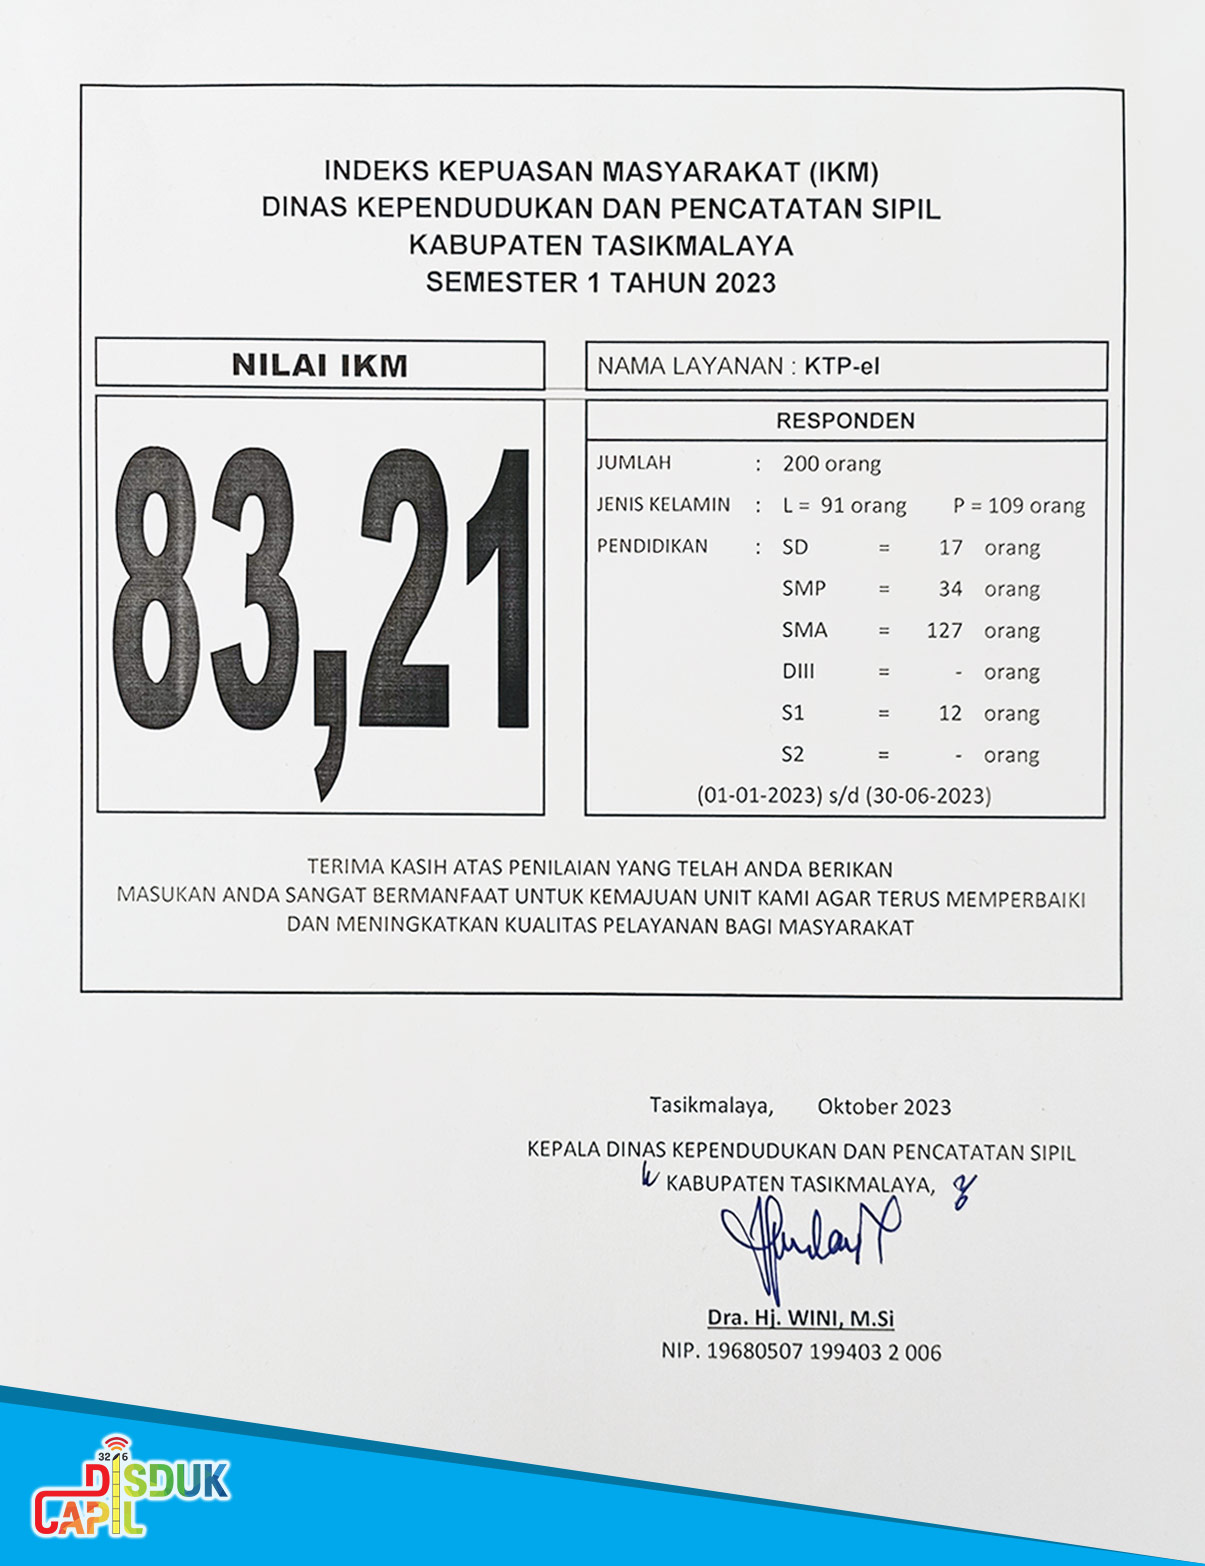 INDEKS KEPUASAN MASYARAKAT (IKM)
DINAS KEPENDUDUKAN DAN PENCATATAN SIPIL
KABUPATEN TASIKMALAYA
SEMESTER 1 TAHUN 2023
NILAI IKM
83,21
NAMA LAYANAN : KTP-el
RESPONDEN
JUMLAH : 200 orang
JENIS KELAMIN : L = 91 orang P = 109 orang
PENDIDIKAN : SD = 17 orang
SMP = 34 orang
SMA = 127 orang
DIII = - orang
S1 = 12 orang
S2 = - orang
(01-01-2023) s/d (30-06-2023)
TERIMA KASIH ATAS PENILAIAN YANG TELAH ANDA BERIKAN
MASUKAN ANDA SANGAT BERMANFAAT UNTUK KEMAJUAN UNIT KAMI AGAR TERUS MEMPERBAIKI
DAN MENINGKATKAN KUALITAS PELAYANAN BAGI MASYARAKAT
Tasikmalaya, Oktober 2023
KEPALA DINAS KEPENDUDUKAN DAN PENCATATAN SIPIL
KABUPATEN TASIKMALAYA,
Dra. Hj. WINI, M.Si
NIP. 19680507 199403 2 006
DISDUK
CAPIL